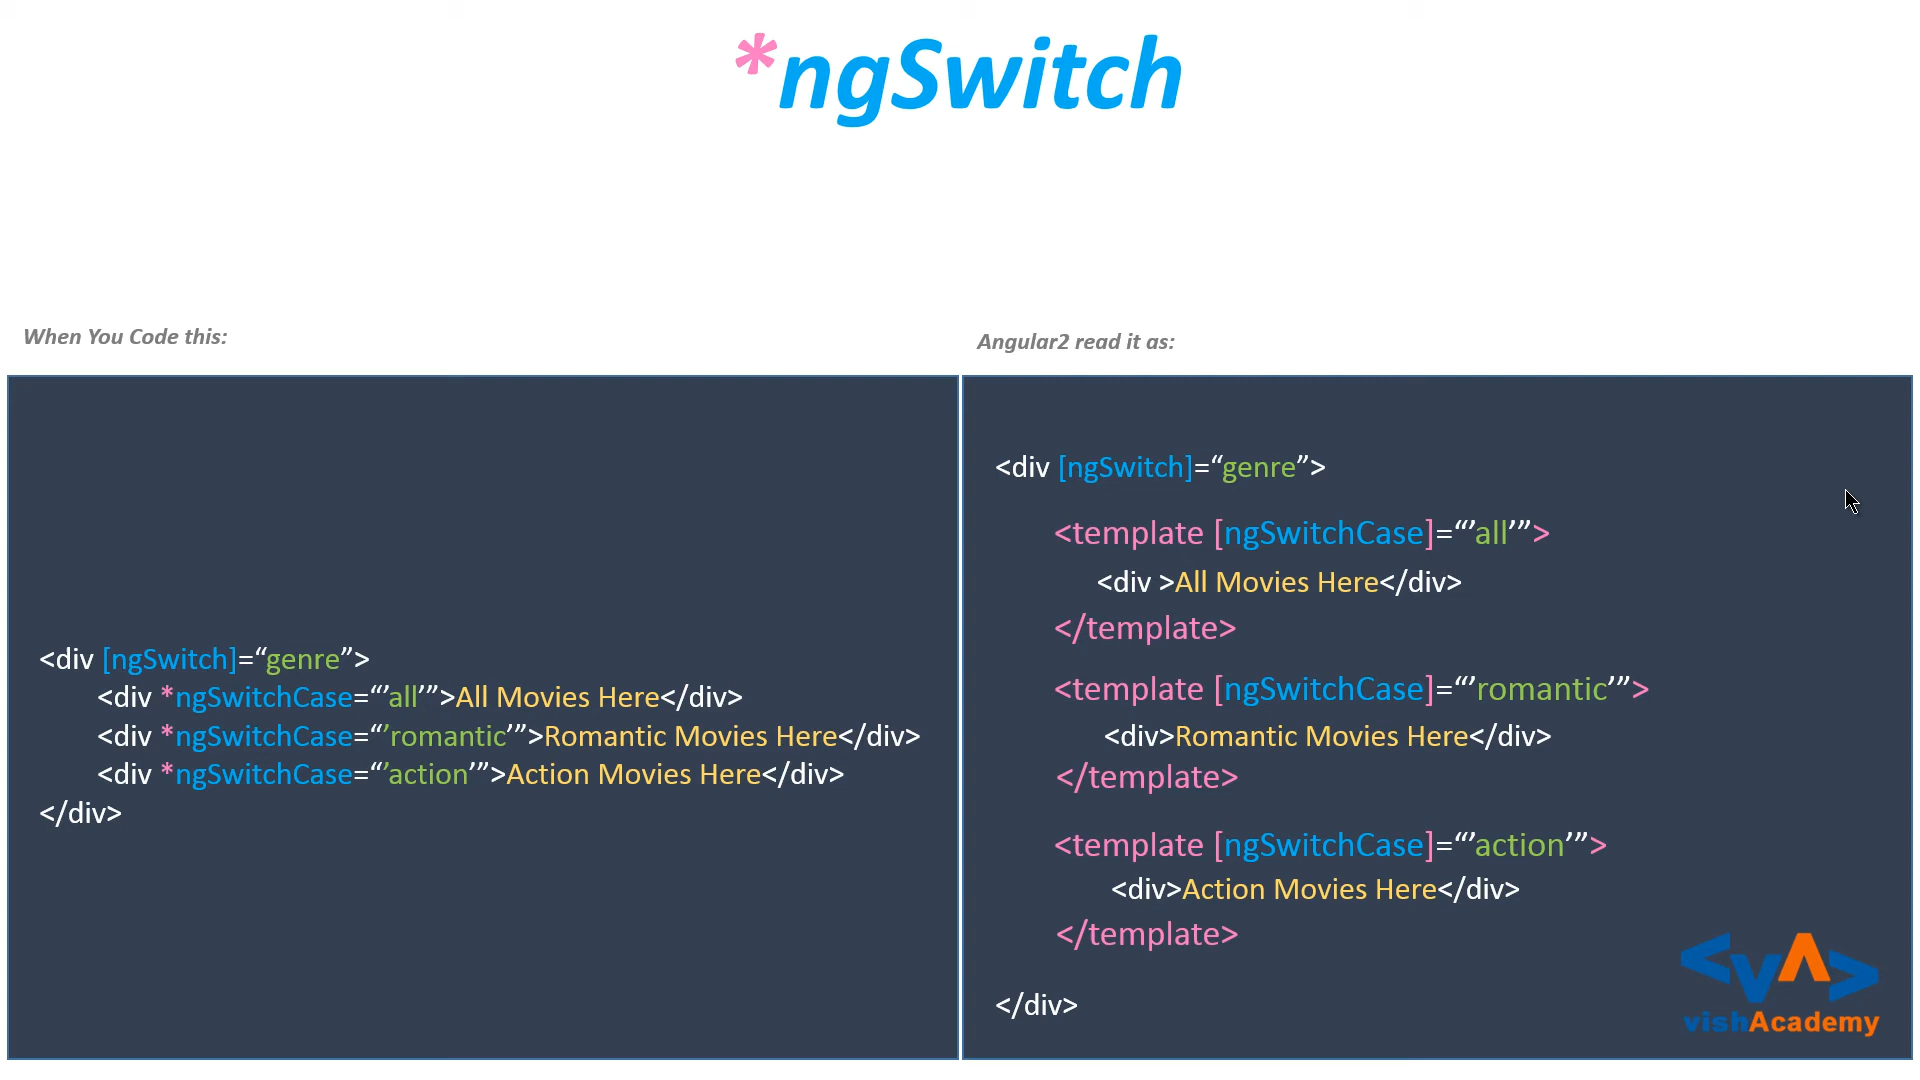 *ngSwitch
When You Code this:
<div [ngSwitch]=“genre”>
<div *ngSwitchCase=“’all’”>All Movies Here</div>
<div *ngSwitchCase=“’romantic’”>Romantic Movies Here</div>
<div *ngSwitchCase=“’action’”>Action Movies Here</div>
</div>
Angular2 read it as:
<div [ngSwitch]=“genre”>
<template [ngSwitchCase]=“’all’”>
<div >All Movies Here</div>
</template>
<template [ngSwitchCase]=“’romantic’”>
<div>Romantic Movies Here</div>
</template>
<template [ngSwitchCase]=“’action’”>
<div>Action Movies Here</div>
</template>
</div>
<VA>
vishAcademy